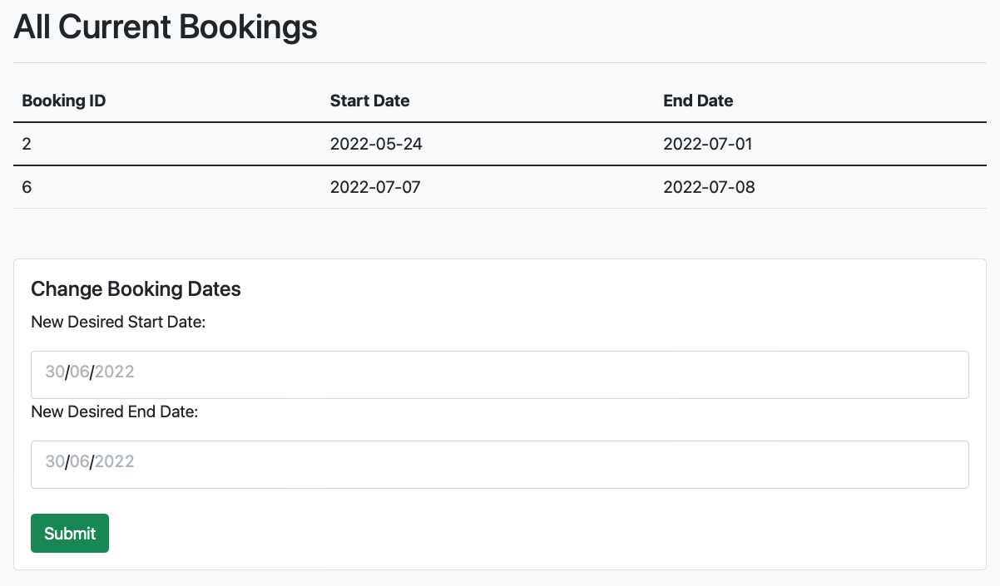 All Current Bookings
Booking ID Start Date End Date
2 2022-05-24 2022-07-01
6 2022-07-07 2022-07-08
Change Booking Dates
New Desired Start Date:
30/06/2022
New Desired End Date:
30/06/2022
Submit